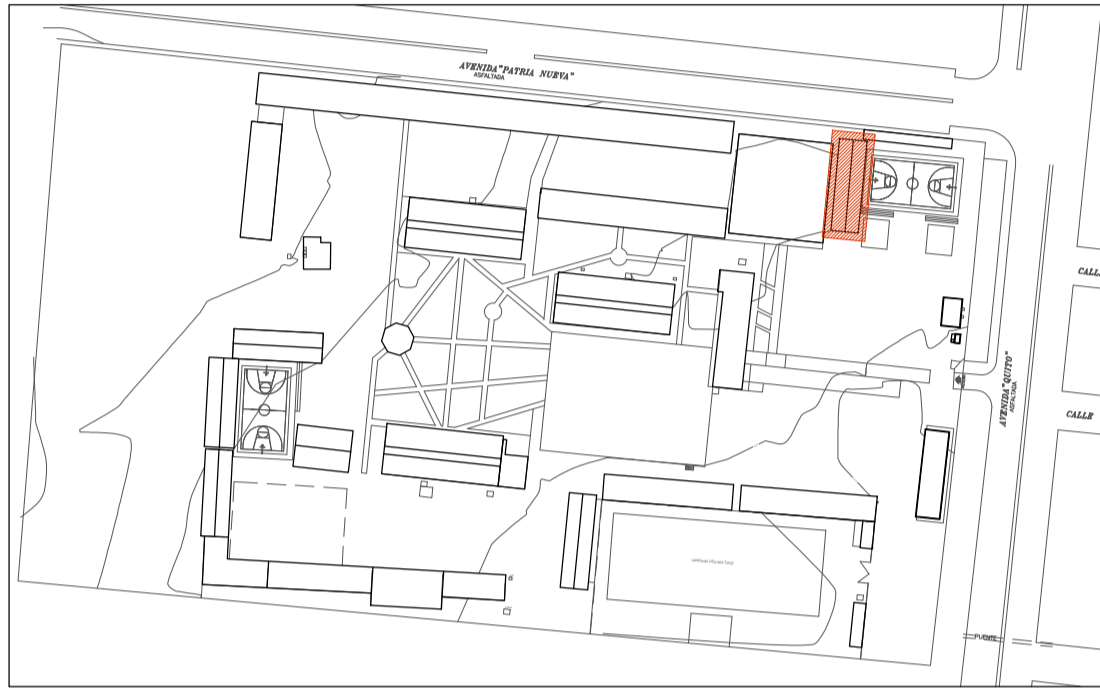 AVENIDA"PATRIA NUEVA"
ASFALTADA
CALLE
AVENIDA"QUITO"
ASFALTADA
CALLE
PUENTE